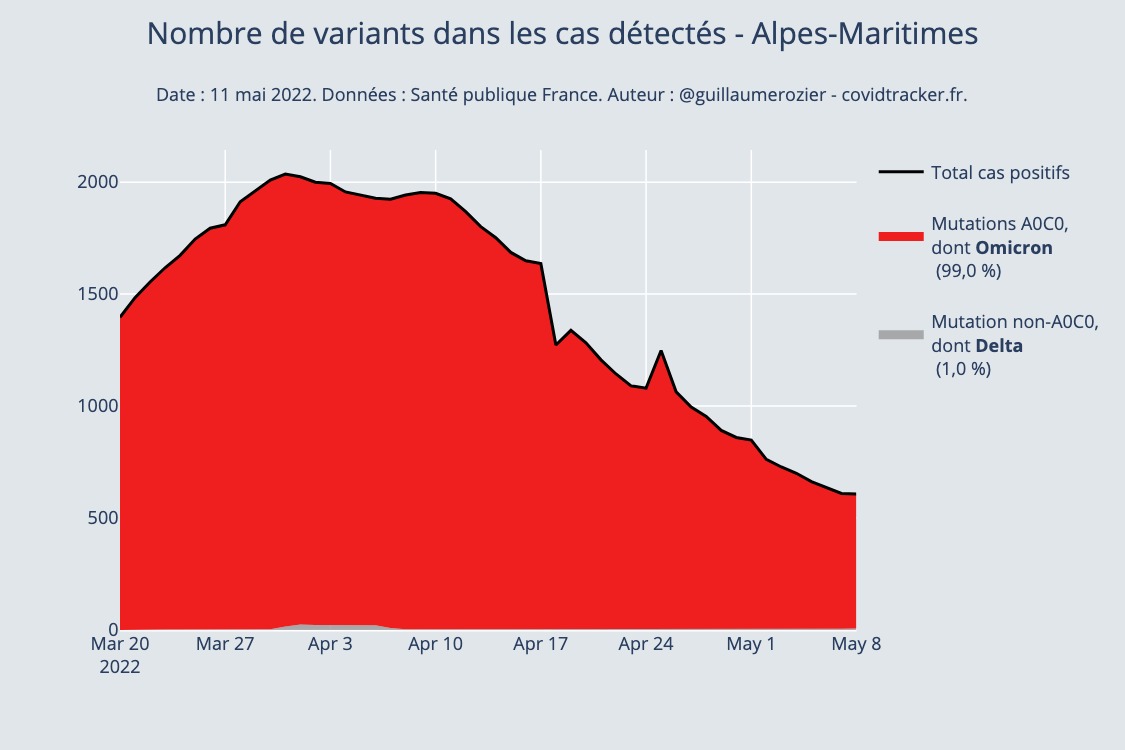 Nombre de variants dans les cas détectés - Alpes-Maritimes
Date : 11 mai 2022. Données : Santé publique France. Auteur : @guillaumerozier - covidtracker.fr.
2000
1500
1000
500
0
Mar 20
2022
Mar 27
Apr 3
Apr 10
Apr 17
Apr 24
May 1
May 8
Total cas positifs
Mutations A0C0,
dont Omicron
(99,0 %)
Mutation non-A0C0,
dont Delta
(1,0 %)